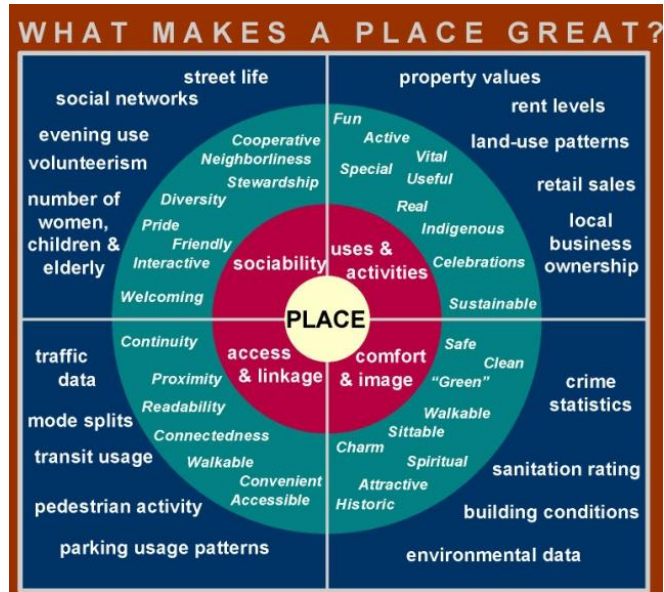 WHAT MAKES A PLACE GREAT?
street life
social networks
evening use
volunteerism
number of
women,
children &
elderly
Cooperative
Neighborliness
Stewardship
Diversity
Pride
Friendly
Interactive
Welcoming
sociability
property values
rent levels
land-use patterns
retail sales
local
business
ownership
Fun
Active
Vital
Special
Useful
Real
Indigenous
Celebrations
Sustainable
uses &
activities
PLACE
access
& linkage
Continuity
Proximity
Readability
Connectedness
Walkable
Convenient
Accessible
traffic
data
mode splits
transit usage
pedestrian activity
parking usage patterns
comfort
& image
Safe
Clean
"Green"
Walkable
Sittable
Charm
Spiritual
Attractive
Historic
crime
statistics
sanitation rating
building conditions
environmental data